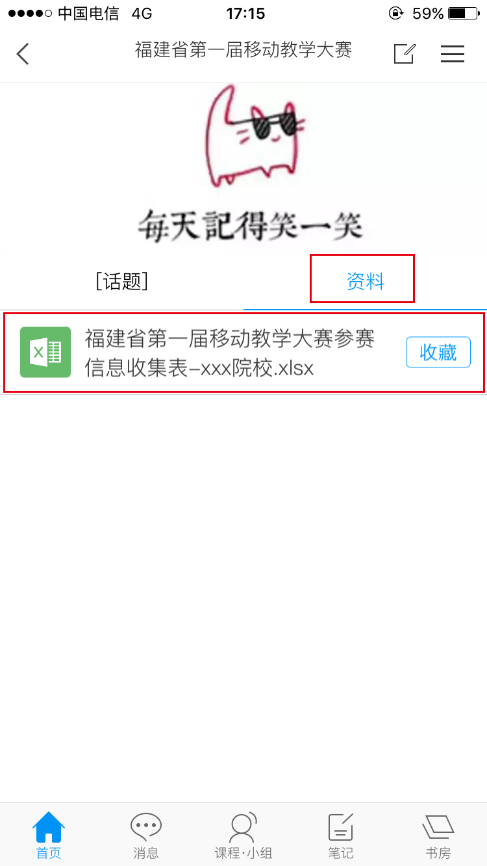 中国电信 4G 17:15 59%
福建省第一届移动教学大赛
每天記得笑一笑
[话题] 资料
福建省第一届移动教学大赛参赛
信息收集表-xxx院校.xlsx
收藏
首页 消息 课程·小组 笔记 书房